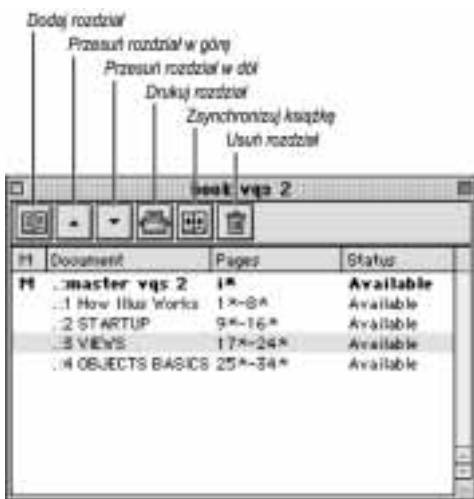 Dodaj rozdział
Przesuń rozdział w górę
Przesuń rozdział w dół
Drukuj rozdział
Zsynchronizuj książkę
Usuń rozdział
book vqs 2
M Document Pages Status
M ..:master vqs 2 i* Available
..:1 How Illus Works 1*-8* Available
..:2 STARTUP 9*-16* Available
..:3 VIEWS 17*-24* Available
..:4 OBJECTS BASICS 25*-34* Available